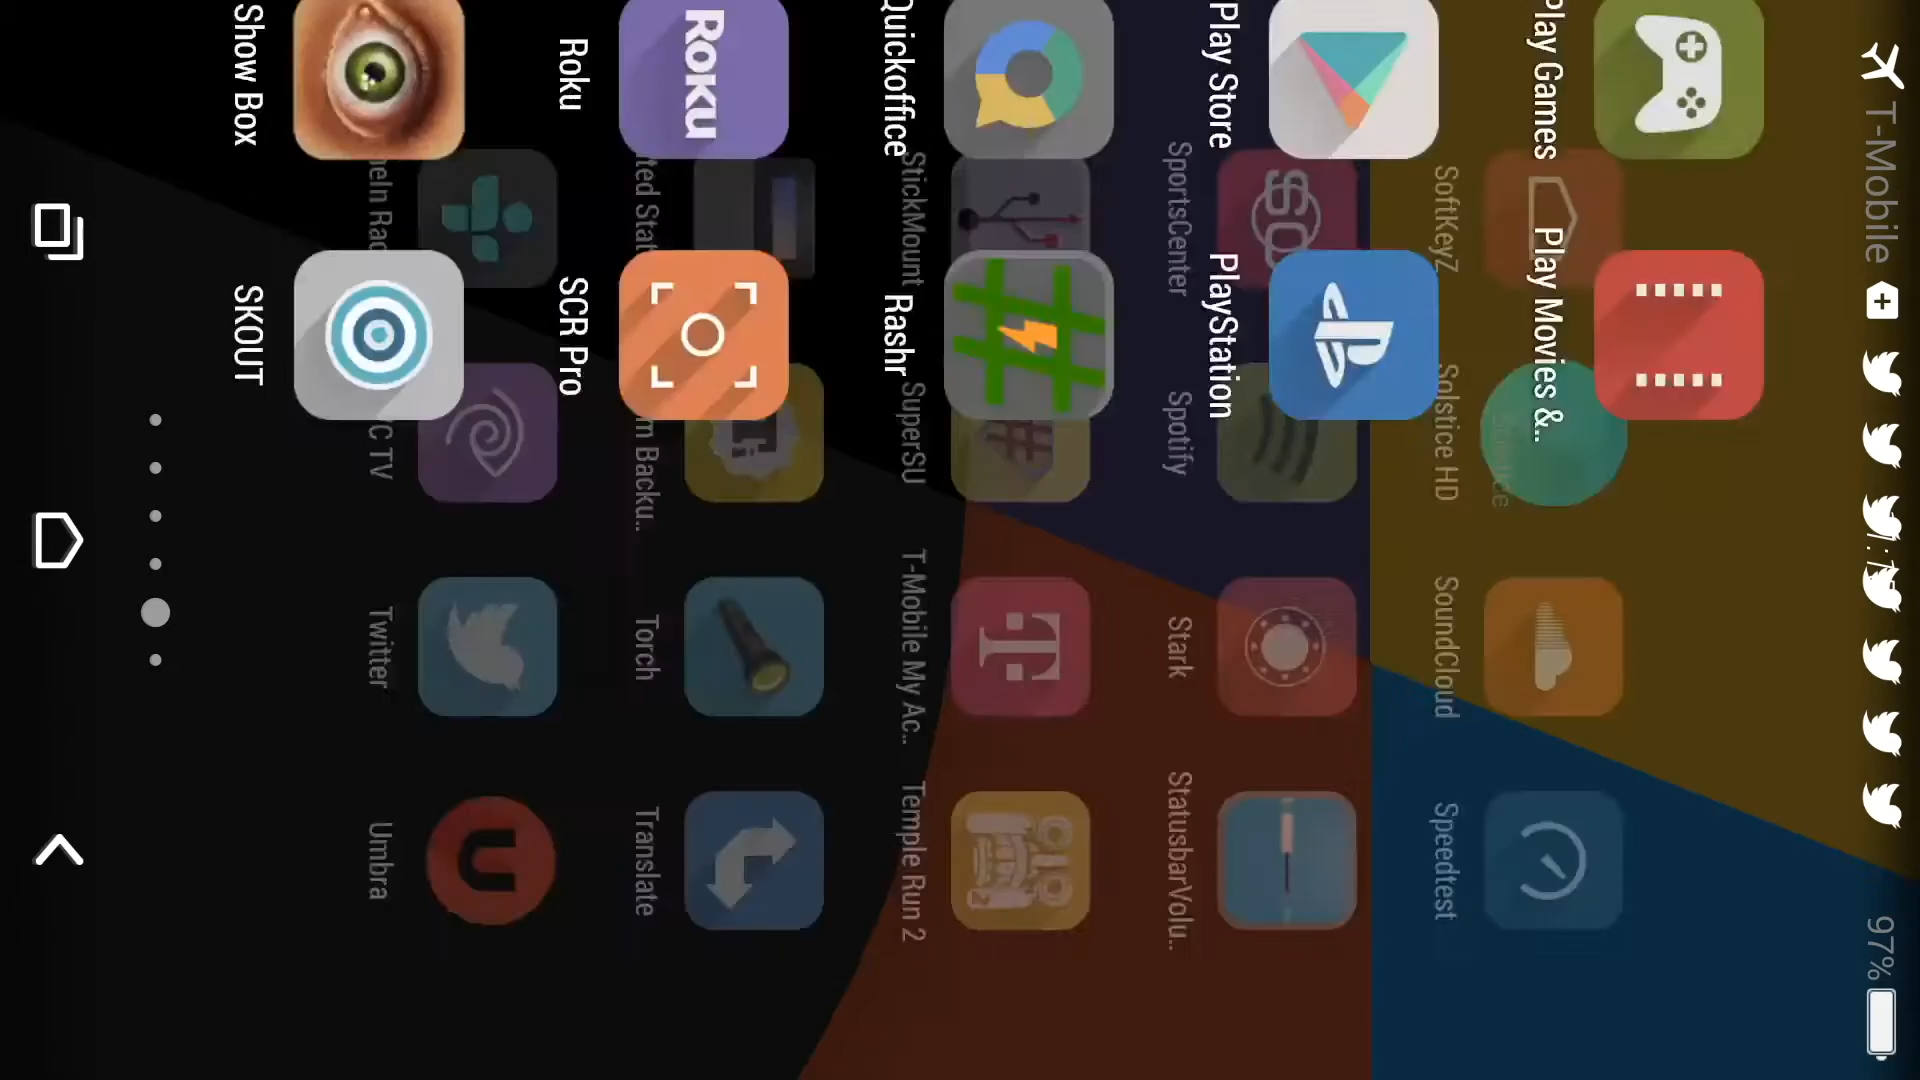 T-Mobile
97%
Play Games
Play Movies &..
SoftKeyZ
Solstice HD
SoundCloud
Speedtest
Play Store
PlayStation
SportsCenter
Spotify
Stark
StatusbarVolu..
Quickoffice
Rashr
StickMount
SuperSU
T-Mobile My Ac..
Temple Run 2
Roku
ROKU
SCR Pro
Torch
Translate
Show Box
SKOUT
C TV
m Backu..
Twitter
Umbra